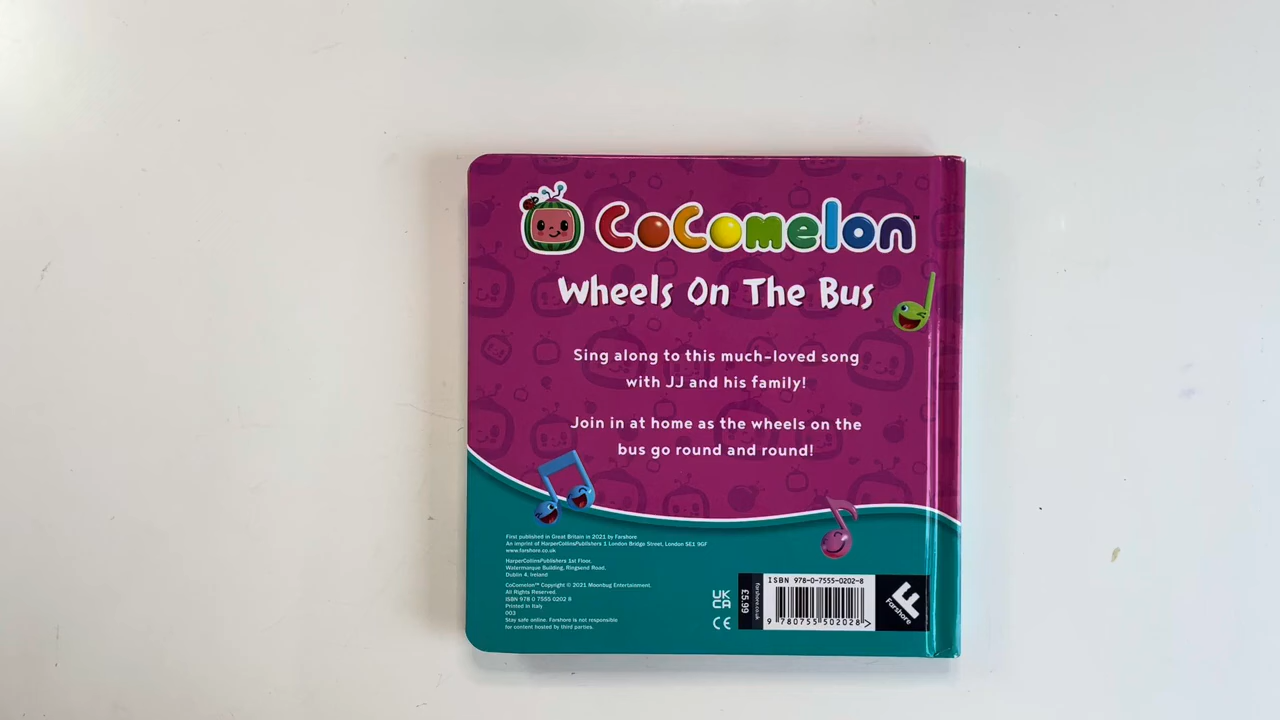 CoComelon™
Wheels On The Bus
Sing along to this much-loved song
with JJ and his family!
Join in at home as the wheels on the
bus go round and round!
First published in Great Britain in 2021 by Farshore
An imprint of HarperCollinsPublishers 1 London Bridge Street, London SE1 9GF
www.farshore.co.uk
HarperCollinsPublishers 1st Floor,
Watermarque Building, Ringsend Road,
Dublin 4, Ireland
CoComelon™ Copyright © 2021 Moonbug Entertainment.
All Rights Reserved.
ISBN 978 0 7555 0202 8
Printed in Italy
003
Stay safe online. Farshore is not responsible
for content hosted by third parties.
UK
CA
CE
£5.99
farshore.co.uk
ISBN 978-0-7555-0202-8
9 780755 502028 >
F
Farshore